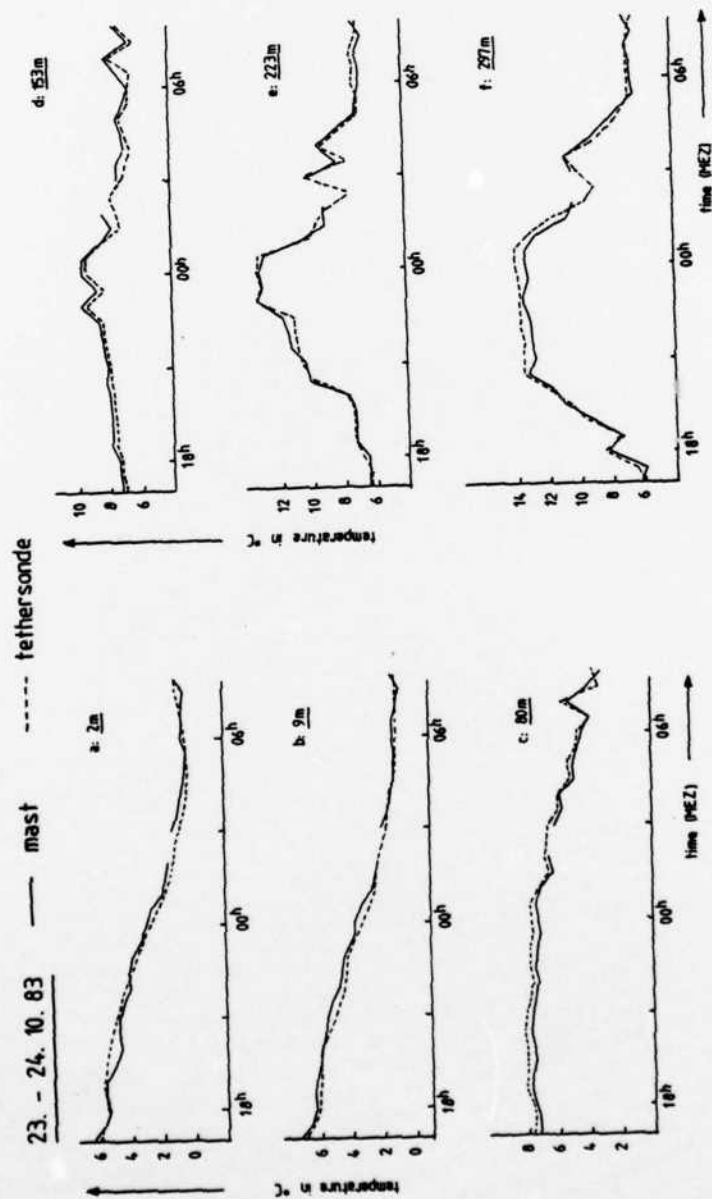 23. - 24. 10. 83 mast tethersonde
temperature in °C
a: 2m
6
4
2
0
18h 00h 06h
b: 9m
6
4
2
0
18h 00h 06h
c: 80m
8
6
4
2
18h 00h 06h
time (MEZ)
temperature in °C
d: 153m
10
8
6
18h 00h 06h
e: 223m
12
10
8
6
18h 00h 06h
f: 297m
14
12
10
8
6
18h 00h 06h
time (MEZ)